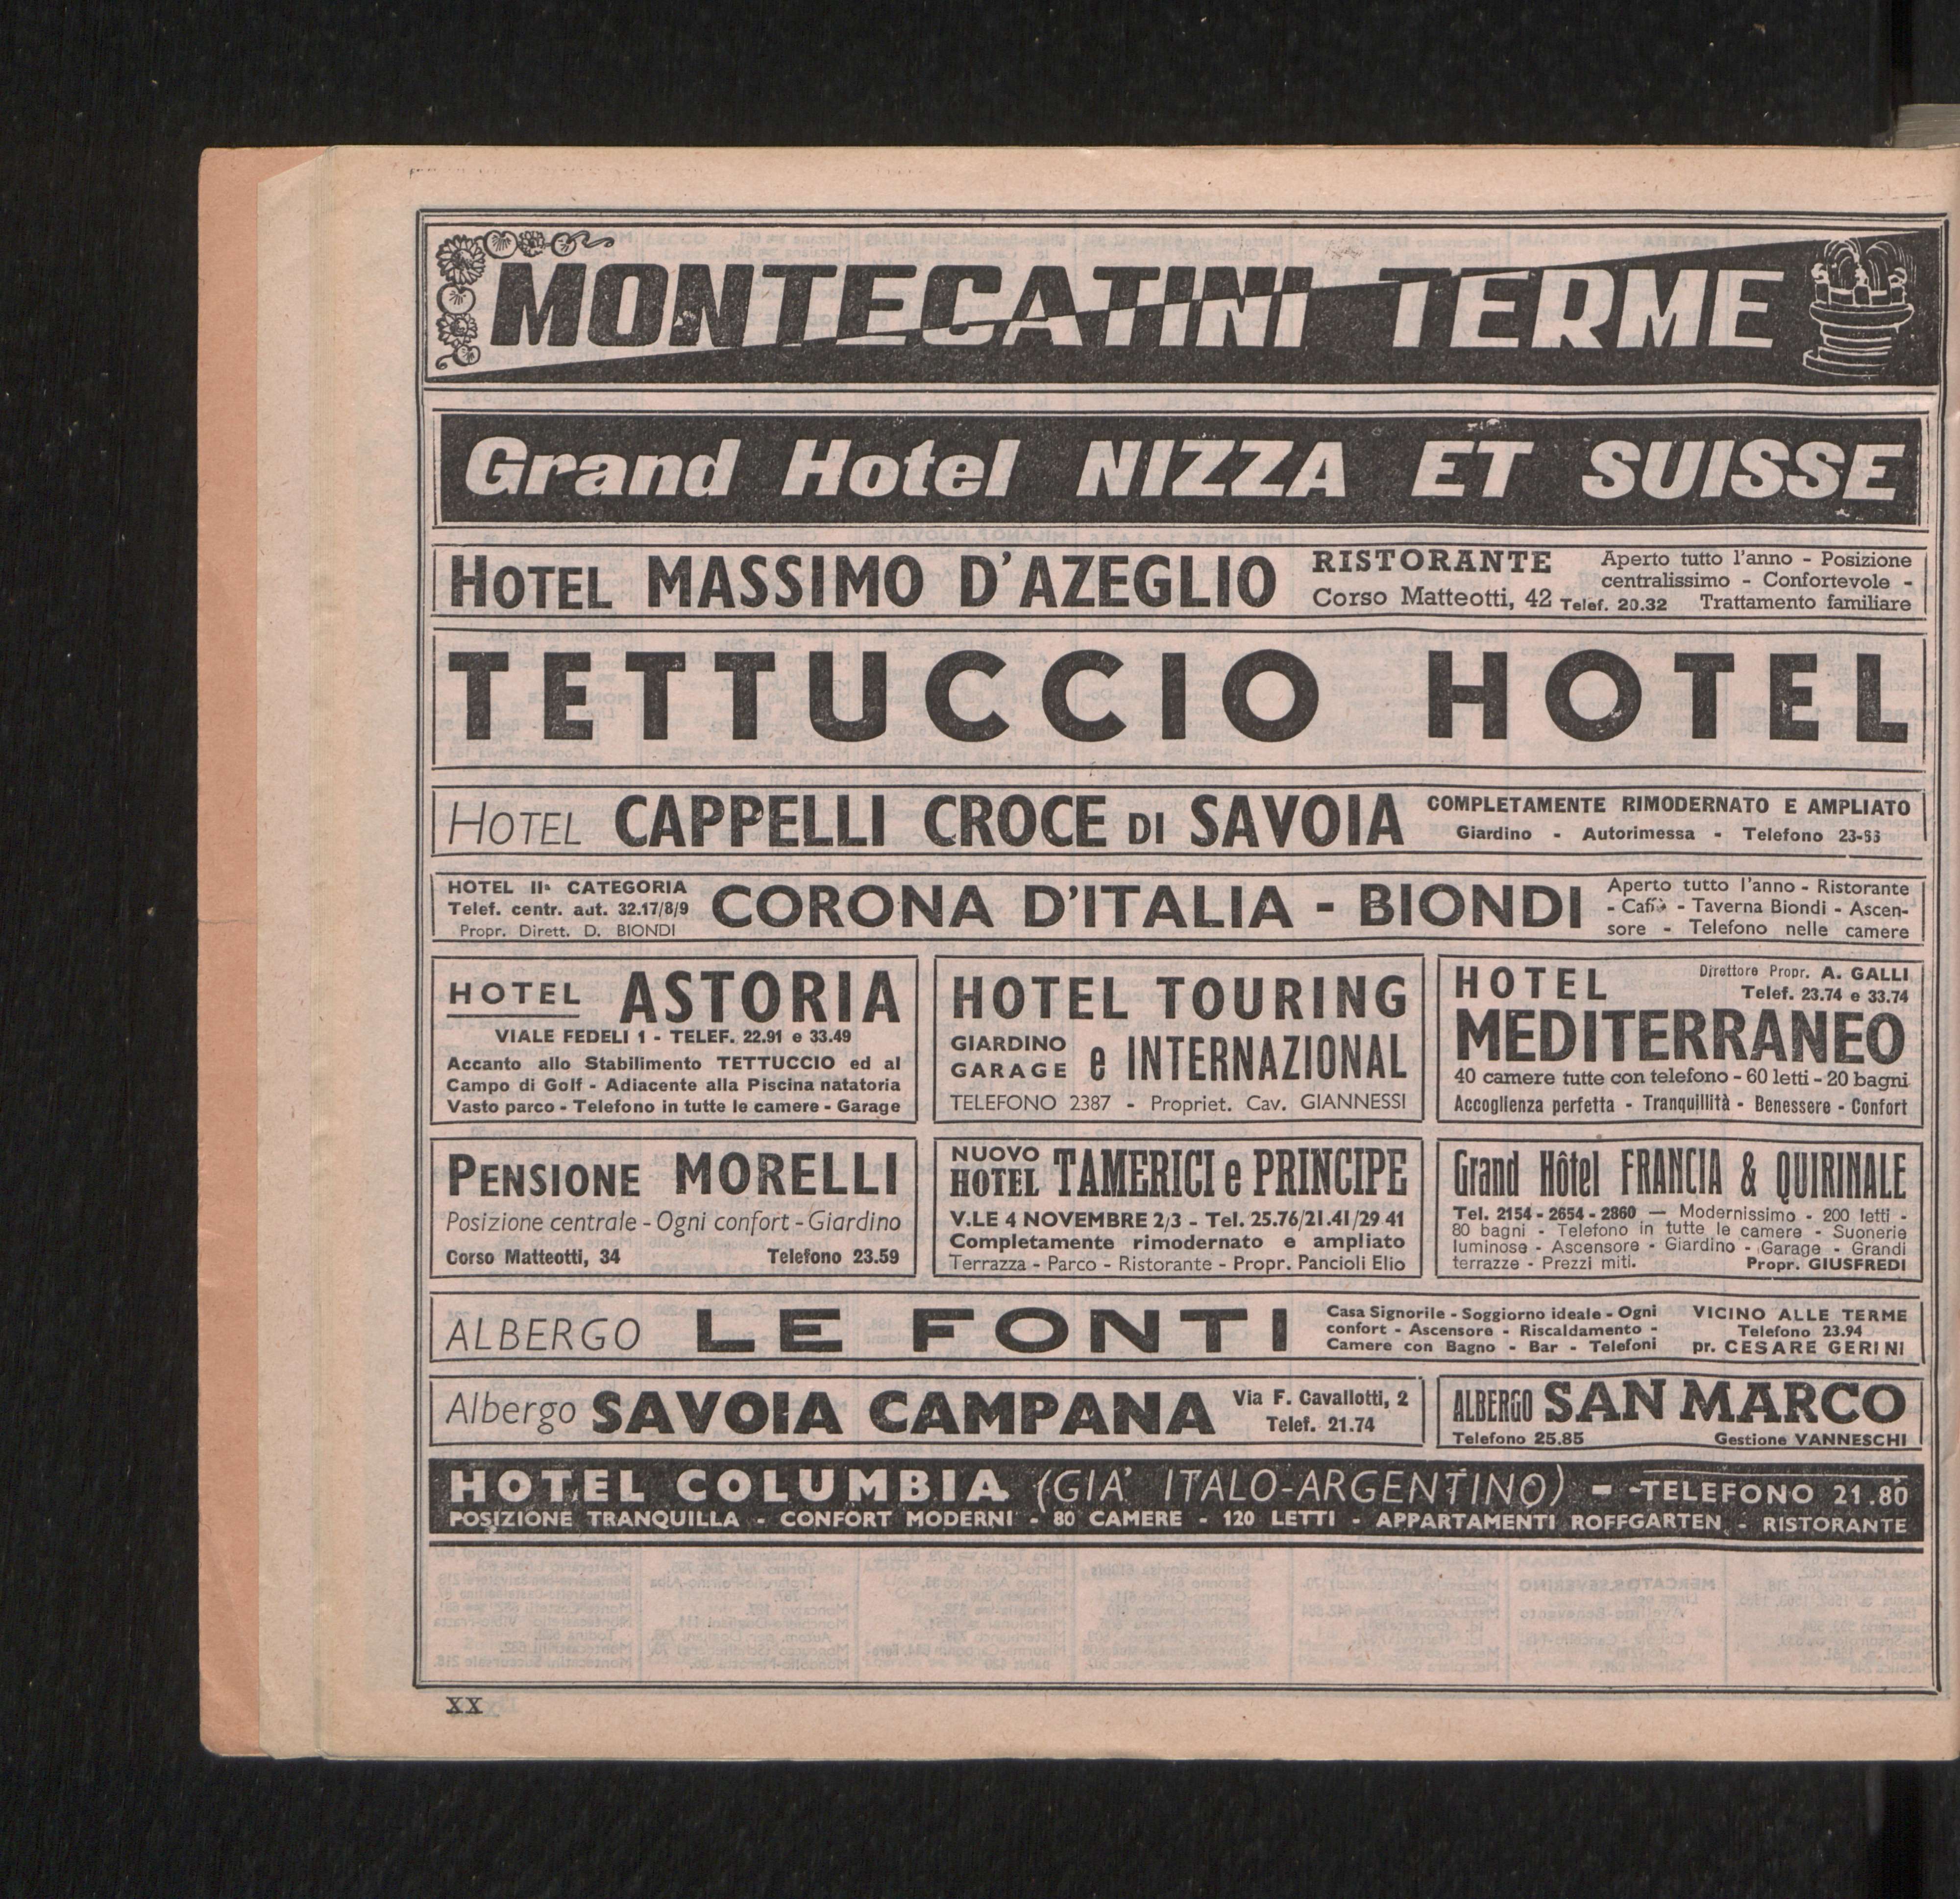 MONTECATINI TERME
Grand Hotel NIZZA ET SUISSE
HOTEL MASSIMO D'AZEGLIO
RISTORANTE
Corso Matteotti, 42 Telef. 20.32
Aperto tutto l'anno - Posizione
centralissimo - Confortevole -
Trattamento familiare
TETTUCCIO HOTEL
HOTEL CAPPELLI CROCE DI SAVOIA
COMPLETAMENTE RIMODERNATO E AMPLIATO
Giardino - Autorimessa - Telefono
HOTEL IIª CATEGORIA
Telef. centr. aut. 32.17/8/9
Propr. Dirett. D. BIONDI
CORONA D'ITALIA - BIONDI
Aperto tutto l'anno - Ristorante
- Caffè - Taverna Biondi - Ascen-
sore - Telefono nelle camere
HOTEL ASTORIA
VIALE FEDELI 1 - TELEF. 22.91 e 33.49
Accanto allo Stabilimento TETTUCCIO ed al
Campo di Golf - Adiacente alla Piscina natatoria
Vasto parco - Telefono in tutte le camere - Garage
HOTEL TOURING
GIARDINO
GARAGE
e INTERNAZIONAL
TELEFONO 2387 - Propriet. Cav. GIANNESSI
HOTEL
Direttore Propr. A. GALLI
Telef. 23.74 e 33.74
MEDITERRANEO
40 camere tutte con telefono - 60 letti - 20 bagni
Accoglienza perfetta - Tranquillità - Benessere - Confort
PENSIONE MORELLI
Posizione centrale - Ogni confort - Giardino
Corso Matteotti, 34 Telefono 23.59
NUOVO
HOTEL
TAMERICI e PRINCIPE
V.LE 4 NOVEMBRE 2/3 - Tel. 25.76/21.41/29 41
Completamente rimodernato e ampliato
Terrazza - Parco - Ristorante - Propr. Pancioli Elio
Grand Hôtel FRANCIA & QUIRINALE
Tel. 2154 - 2654 - 2860 — Modernissimo - 200 letti -
80 bagni - Telefono in tutte le camere - Suonerie
luminose - Ascensore - Giardino - Garage - Grandi
terrazze - Prezzi miti. Propr. GIUSFREDI
ALBERGO LE FONTI
Casa Signorile - Soggiorno ideale - Ogni
confort - Ascensore - Riscaldamento -
Camere con Bagno - Bar - Telefoni
VICINO ALLE TERME
Telefono 23.94
pr. CESARE GERINI
Albergo SAVOIA CAMPANA
Via F. Cavallotti, 2
Telef. 21.74
ALBERGO SAN MARCO
Telefono 25.85 Gestione VANNESCHI
HOTEL COLUMBIA (GIA' ITALO-ARGENTINO) - -TELEFONO 21.80
POSIZIONE TRANQUILLA - CONFORT MODERNI - 80 CAMERE - 120 LETTI - APPARTAMENTI ROFFGARTEN - RISTORANTE
XX